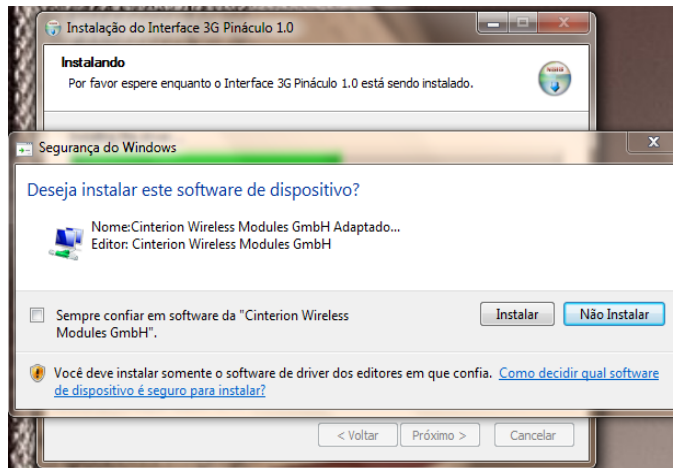 Instalação do Interface 3G Pináculo 1.0
Instalando
Por favor espere enquanto o Interface 3G Pináculo 1.0 está sendo instalado.
Segurança do Windows
Deseja instalar este software de dispositivo?
Nome:Cinterion Wireless Modules GmbH Adaptado...
Editor: Cinterion Wireless Modules GmbH
Sempre confiar em software da "Cinterion Wireless
Modules GmbH".
Instalar
Não Instalar
Você deve instalar somente o software de driver dos editores em que confia. Como decidir qual software
de dispositivo é seguro para instalar?
< Voltar
Próximo >
Cancelar